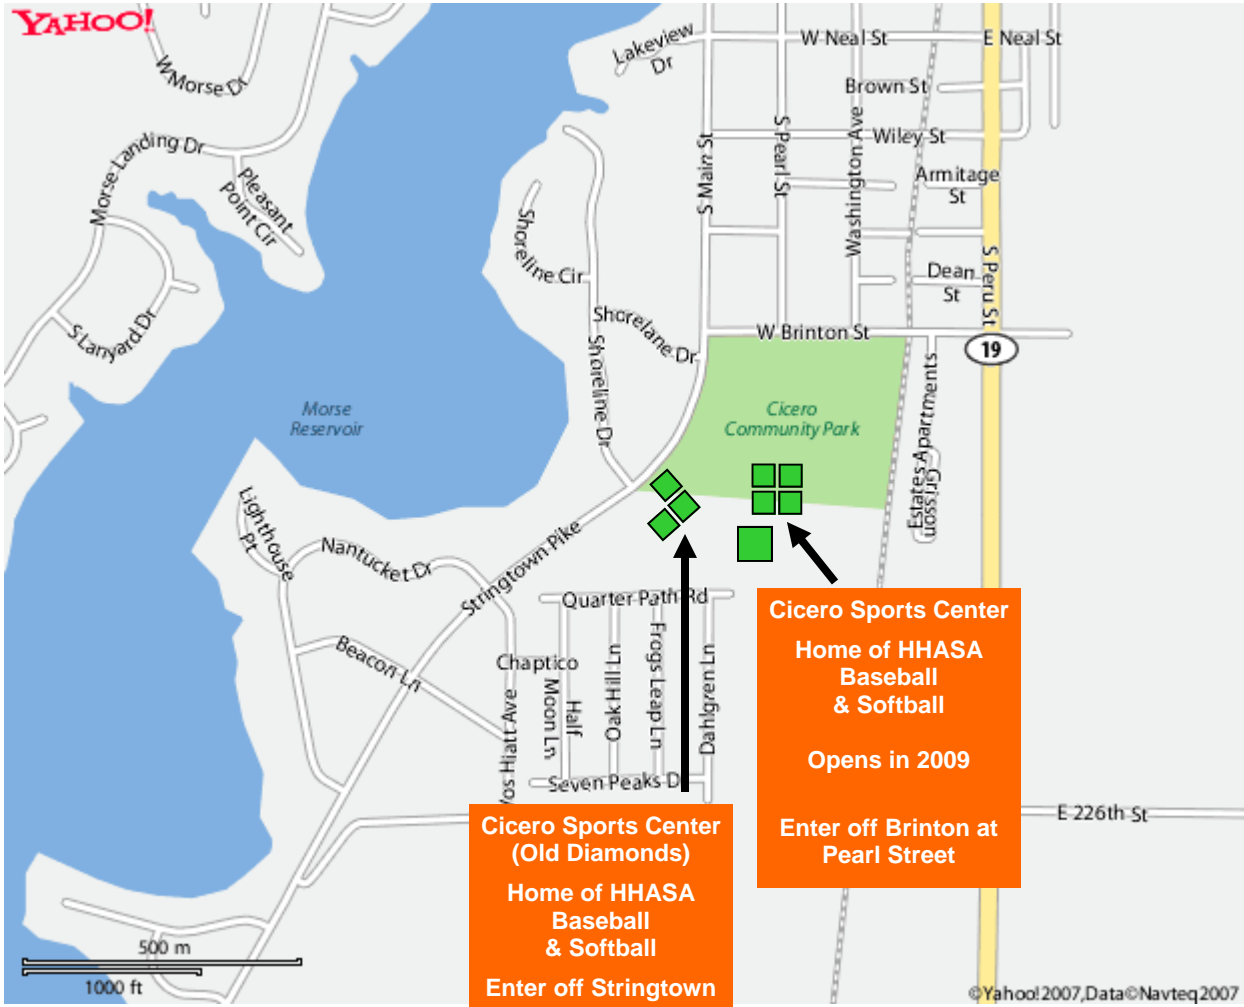 YAHOO!
W Morse Dr
Morse Landing Dr
Pleasant
Point Cir
S Lanyard Dr
Lakeview
Dr
W Neal St
E Neal St
Brown St
Wiley St
S Main St
S Pearl St
Washington Ave
Armitage
St
Dean
St
S Peru St
19
W Brinton St
Shoreline Cir
Shorelane Dr
Shoreline Dr
Morse
Reservoir
Cicero
Community Park
Grisson
Estates Apartments
Lighthouse
Pt
Nantucket Dr
Stringtown Pike
Beacon Ln
Quarter Path Rd
Chaptico
Half
Moon Ln
Oak Hill Ln
Frogs Leap Ln
Dahlgren Ln
Hiatt Ave
Seven Peaks D
E 226th St
Cicero Sports Center
Home of HHASA
Baseball
& Softball
Opens in 2009
Enter off Brinton at
Pearl Street
Cicero Sports Center
(Old Diamonds)
Home of HHASA
Baseball
& Softball
Enter off Stringtown
500 m
1000 ft
©Yahoo!2007,Data©Navteq2007